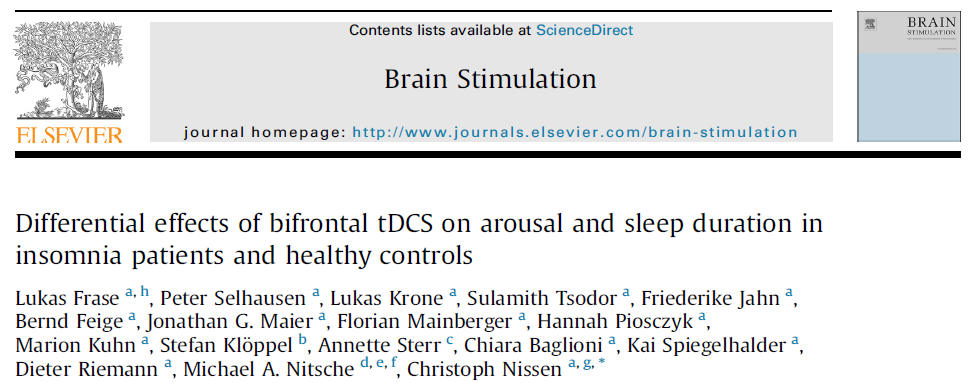 Contents lists available at ScienceDirect
Brain Stimulation
journal homepage: http://www.journals.elsevier.com/brain-stimulation
ELSEVIER
BRAIN
STIMULATION
Differential effects of bifrontal tDCS on arousal and sleep duration in
insomnia patients and healthy controls
Lukas Frase a, h, Peter Selhausen a, Lukas Krone a, Sulamith Tsodor a, Friederike Jahn a,
Bernd Feige a, Jonathan G. Maier a, Florian Mainberger a, Hannah Piosczyk a,
Marion Kuhn a, Stefan Klöppel b, Annette Sterr c, Chiara Baglioni a, Kai Spiegelhalder a,
Dieter Riemann a, Michael A. Nitsche d, e, f, Christoph Nissen a, g, *